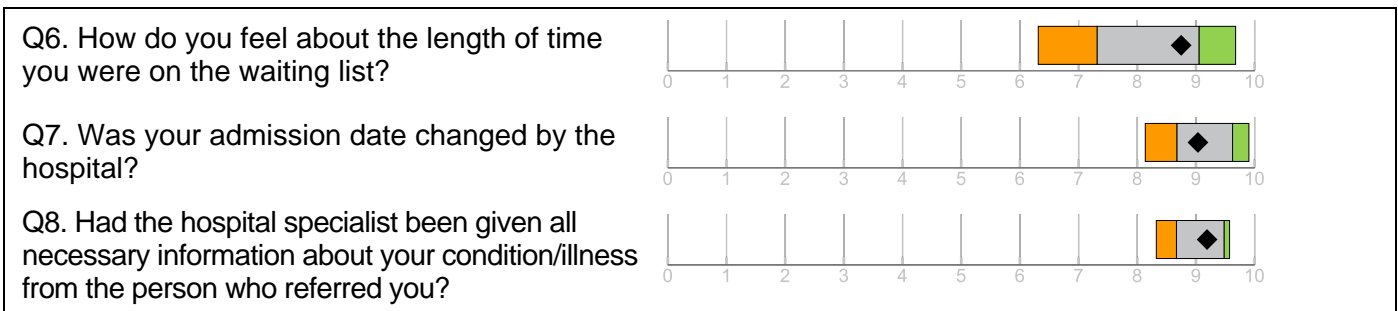 Q6. How do you feel about the length of time
you were on the waiting list?
0 1 2 3 4 5 6 7 8 9 10
Q7. Was your admission date changed by the
hospital?
0 1 2 3 4 5 6 7 8 9 10
Q8. Had the hospital specialist been given all
necessary information about your condition/illness
from the person who referred you?
0 1 2 3 4 5 6 7 8 9 10